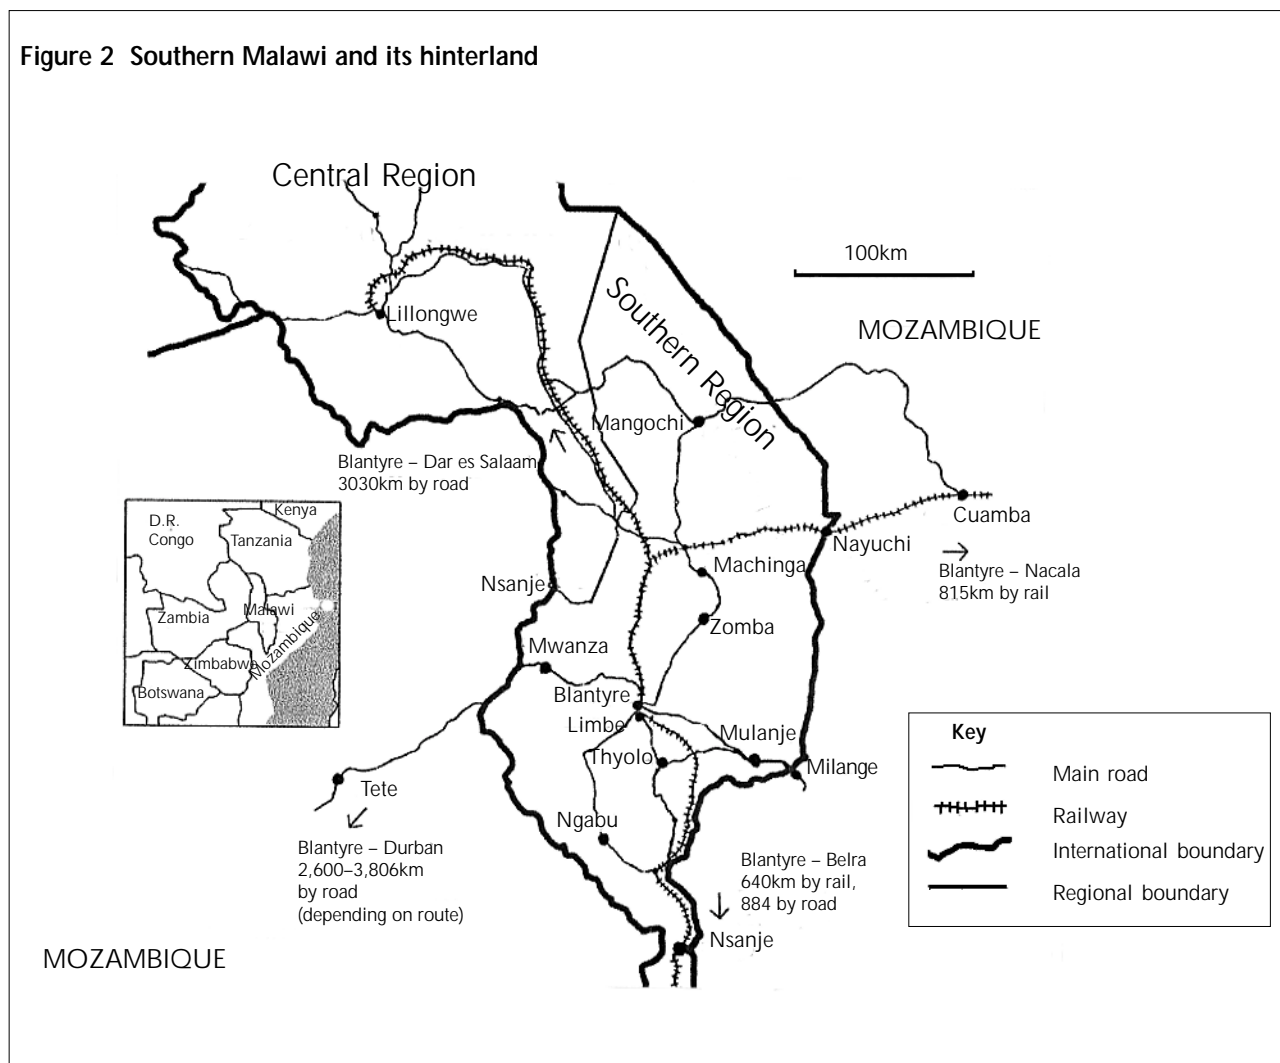 Figure 2 Southern Malawi and its hinterland
Central Region
100km
Southern Region
MOZAMBIQUE
Lillongwe
Mangochi
Blantyre – Dar es Salaam
3030km by road
Cuamba
Nayuchi
Blantyre – Nacala
815km by rail
Machinga
Nsanje
Zomba
Mwanza
Blantyre
Limbe
Thyolo
Mulanje
Milange
Tete
Ngabu
Blantyre – Durban
2,600–3,806km
by road
(depending on route)
Blantyre – Belra
640km by rail,
884 by road
Nsanje
MOZAMBIQUE
D.R.
Congo
Kenya
Tanzania
Zambia
Malawi
Mozambique
Zimbabwe
Botswana
Key
Main road
Railway
International boundary
Regional boundary